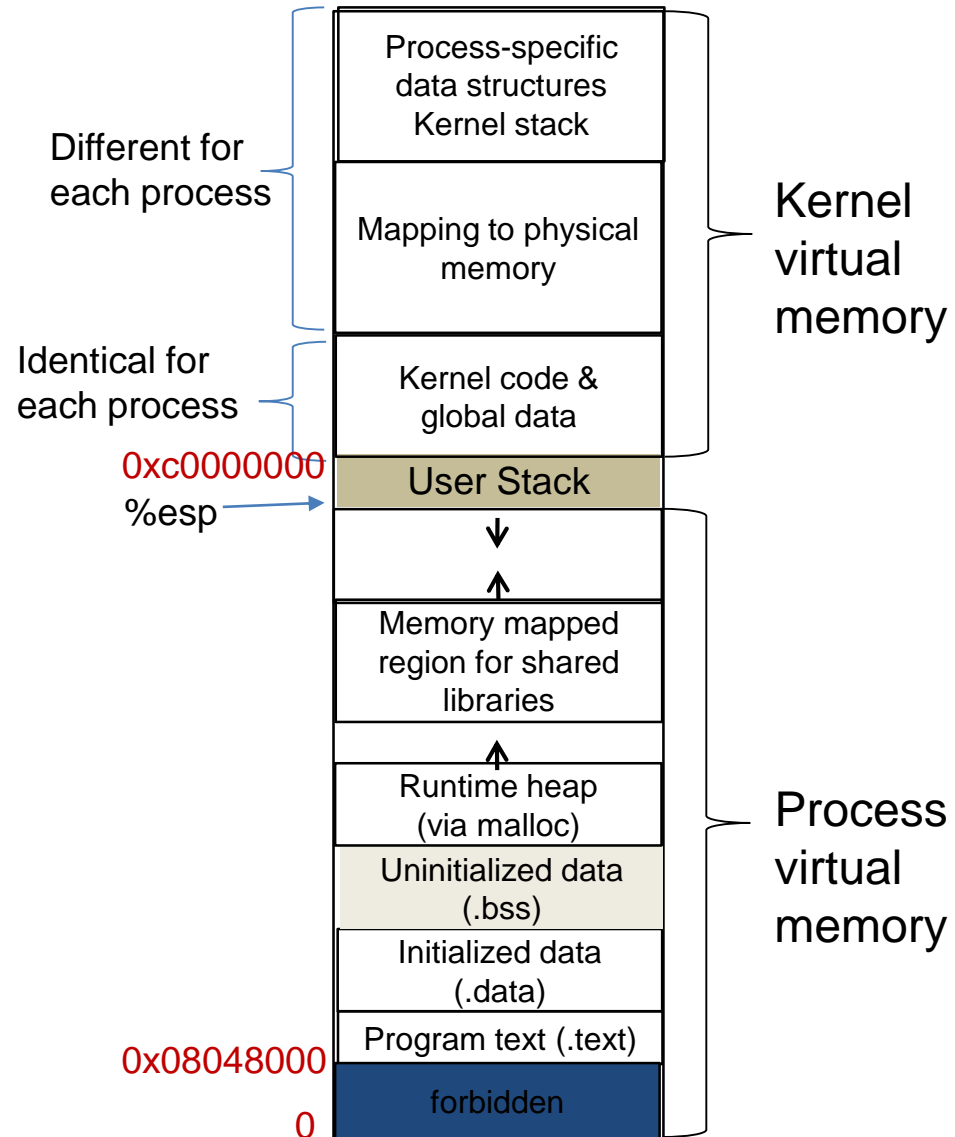 Process-specific
data structures
Kernel stack
Different for
each process
Mapping to physical
memory
Kernel
virtual
memory
Identical for
each process
Kernel code &
global data
0xc0000000
User Stack
%esp
Memory mapped
region for shared
libraries
Runtime heap
(via malloc)
Process
virtual
memory
Uninitialized data
(.bss)
Initialized data
(.data)
Program text (.text)
0x08048000
forbidden
0